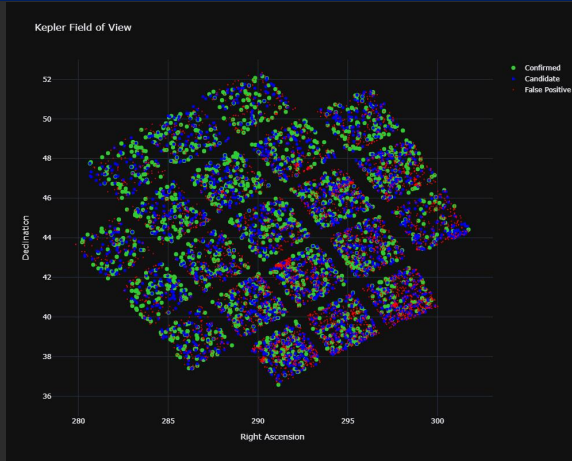 Kepler Field of View
Confirmed
Candidate
False Positive
52
50
48
46
44
42
40
38
36
Declination
280
285
290
295
300
Right Ascension